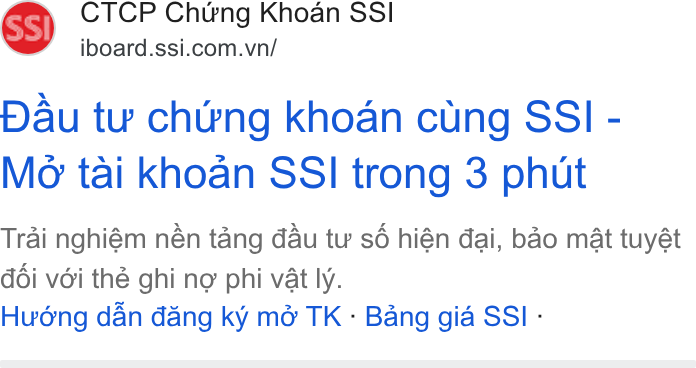 SSI
CTCP Chứng Khoán SSI
iboard.ssi.com.vn/
Đầu tư chứng khoán cùng SSI -
Mở tài khoản SSI trong 3 phút
Trải nghiệm nền tảng đầu tư số hiện đại, bảo mật tuyệt
đối với thẻ ghi nợ phi vật lý.
Hướng dẫn đăng ký mở TK · Bảng giá SSI ·